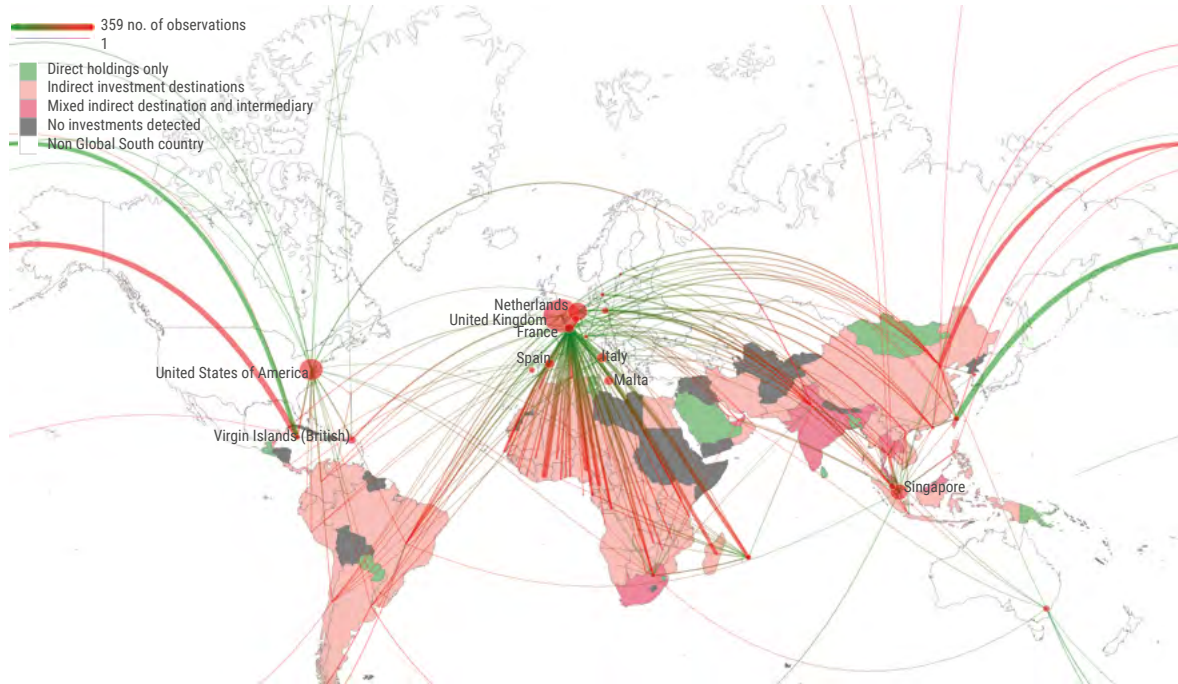 359 no. of observations
1
Direct holdings only
Indirect investment destinations
Mixed indirect destination and intermediary
No investments detected
Non Global South country
Netherlands
United Kingdom
France
Spain
Italy
Malta
United States of America
Virgin Islands (British)
Singapore